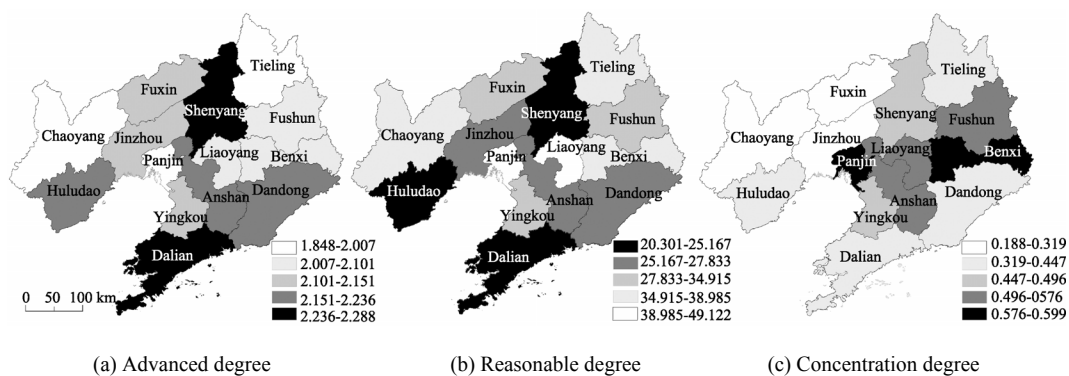 Tieling
Fuxin
Shenyang
Fushun
Chaoyang
Jinzhou
Panjin
Liaoyang
Benxi
Huludao
Anshan
Dandong
Yingkou
Dalian
0 50 100 km
1.848-2.007
2.007-2.101
2.101-2.151
2.151-2.236
2.236-2.288
(a) Advanced degree
Tieling
Fuxin
Shenyang
Fushun
Chaoyang
Jinzhou
Panjin
Liaoyang
Benxi
Huludao
Anshan
Dandong
Yingkou
Dalian
20.301-25.167
25.167-27.833
27.833-34.915
34.915-38.985
38.985-49.122
(b) Reasonable degree
Tieling
Fuxin
Shenyang
Fushun
Chaoyang
Jinzhou
Panjin
Liaoyang
Benxi
Huludao
Anshan
Dandong
Yingkou
Dalian
0.188-0.319
0.319-0.447
0.447-0.496
0.496-0576
0.576-0.599
(c) Concentration degree